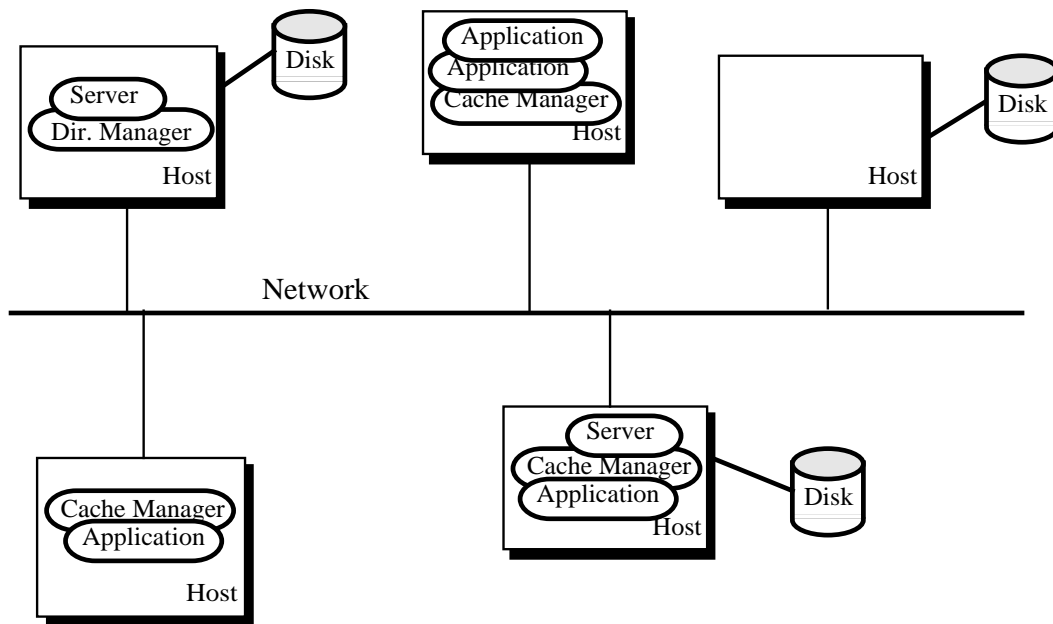 Server
Dir. Manager
Host
Disk
Application
Application
Cache Manager
Host
Host
Disk
Network
Cache Manager
Application
Host
Server
Cache Manager
Application
Host
Disk